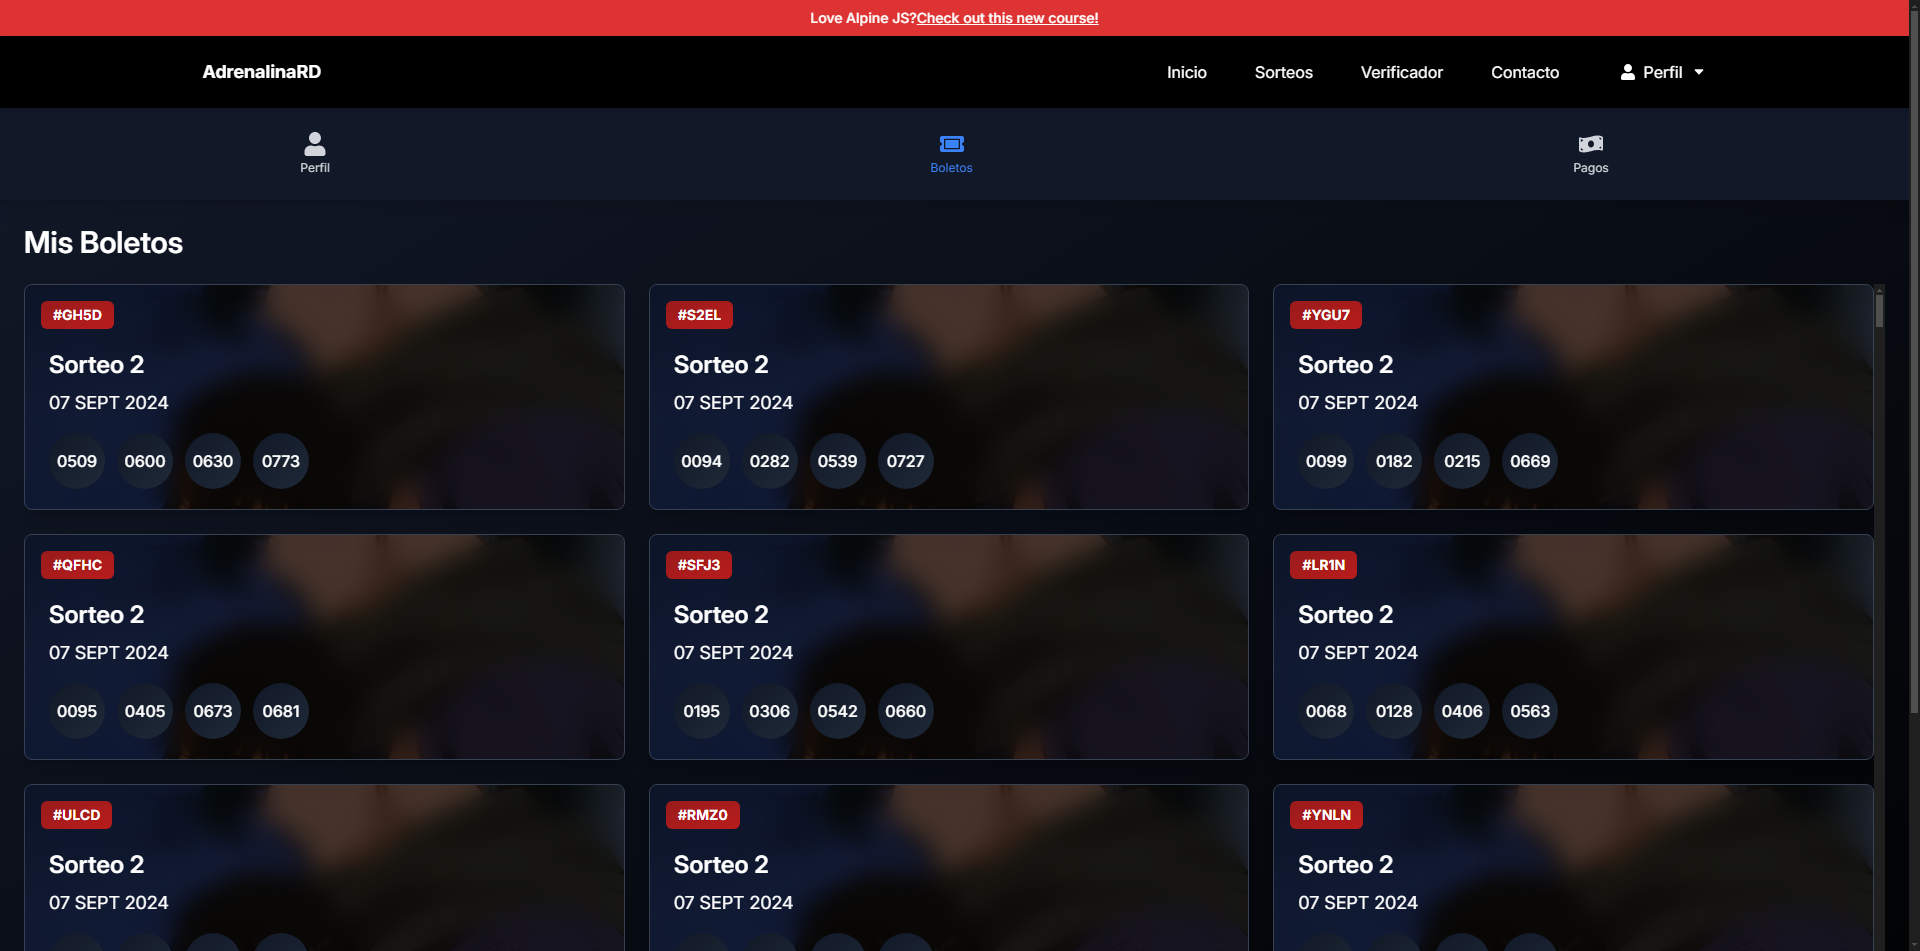 Love Alpine JS?Check out this new course!
AdrenalinaRD
Inicio
Sorteos
Verificador
Contacto
Perfil
Perfil
Boletos
Pagos
Mis Boletos
#GH5D
Sorteo 2
07 SEPT 2024
0509 0600 0630 0773
#S2EL
Sorteo 2
07 SEPT 2024
0094 0282 0539 0727
#YGU7
Sorteo 2
07 SEPT 2024
0099 0182 0215 0669
#QFHC
Sorteo 2
07 SEPT 2024
0095 0405 0673 0681
#SFJ3
Sorteo 2
07 SEPT 2024
0195 0306 0542 0660
#LR1N
Sorteo 2
07 SEPT 2024
0068 0128 0406 0563
#ULCD
Sorteo 2
07 SEPT 2024
#RMZ0
Sorteo 2
07 SEPT 2024
#YNLN
Sorteo 2
07 SEPT 2024